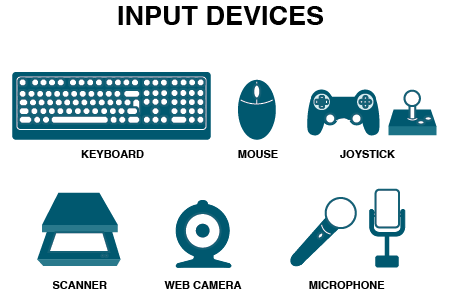 INPUT DEVICES
KEYBOARD
MOUSE
JOYSTICK
SCANNER
WEB CAMERA
MICROPHONE